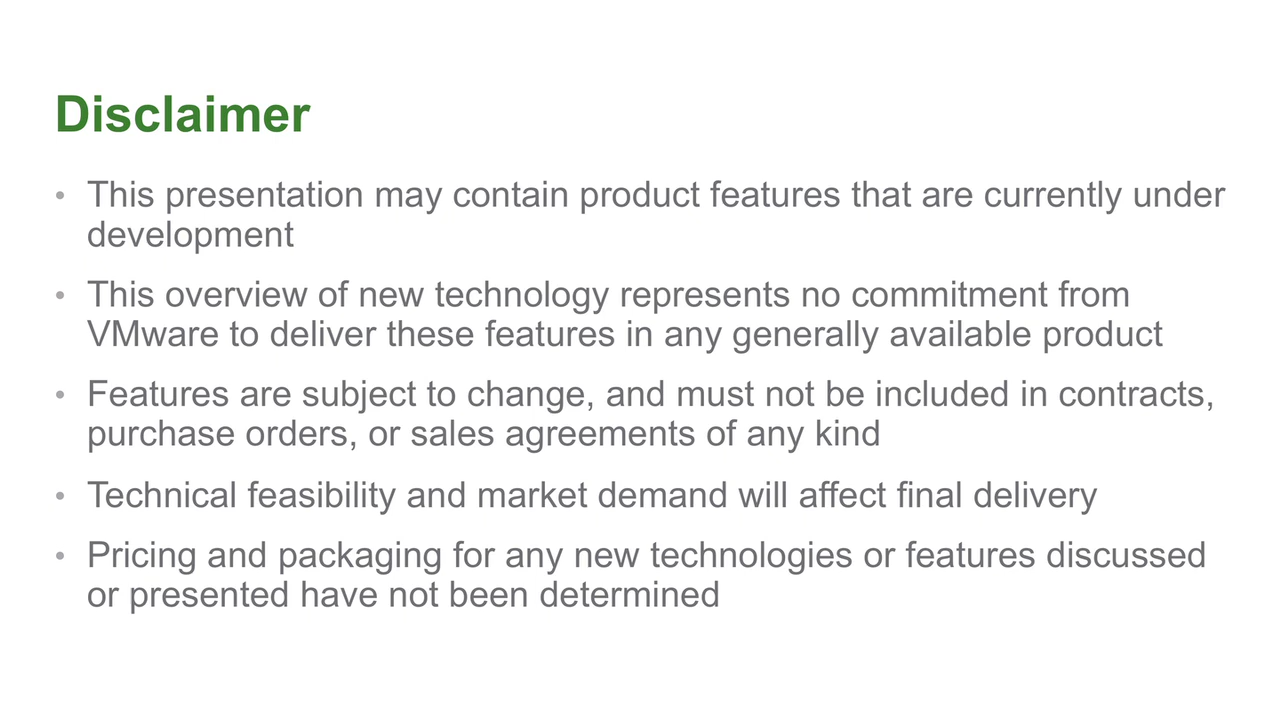 Disclaimer
• This presentation may contain product features that are currently under
development
• This overview of new technology represents no commitment from
VMware to deliver these features in any generally available product
• Features are subject to change, and must not be included in contracts,
purchase orders, or sales agreements of any kind
• Technical feasibility and market demand will affect final delivery
• Pricing and packaging for any new technologies or features discussed
or presented have not been determined